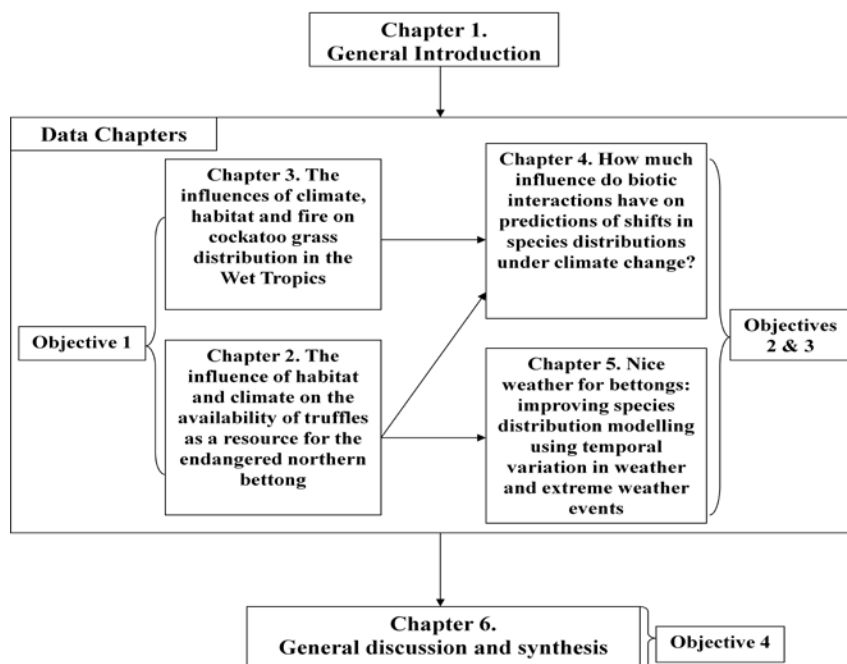 Chapter 1.
General Introduction
Data Chapters
Chapter 3. The
influences of climate,
habitat and fire on
cockatoo grass
distribution in the
Wet Tropics
Chapter 4. How much
influence do biotic
interactions have on
predictions of shifts in
species distributions
under climate change?
Objective 1
Objectives
2 & 3
Chapter 2. The
influence of habitat
and climate on the
availability of truffles
as a resource for the
endangered northern
bettong
Chapter 5. Nice
weather for bettongs:
improving species
distribution modelling
using temporal
variation in weather
and extreme weather
events
Chapter 6.
General discussion and synthesis
Objective 4